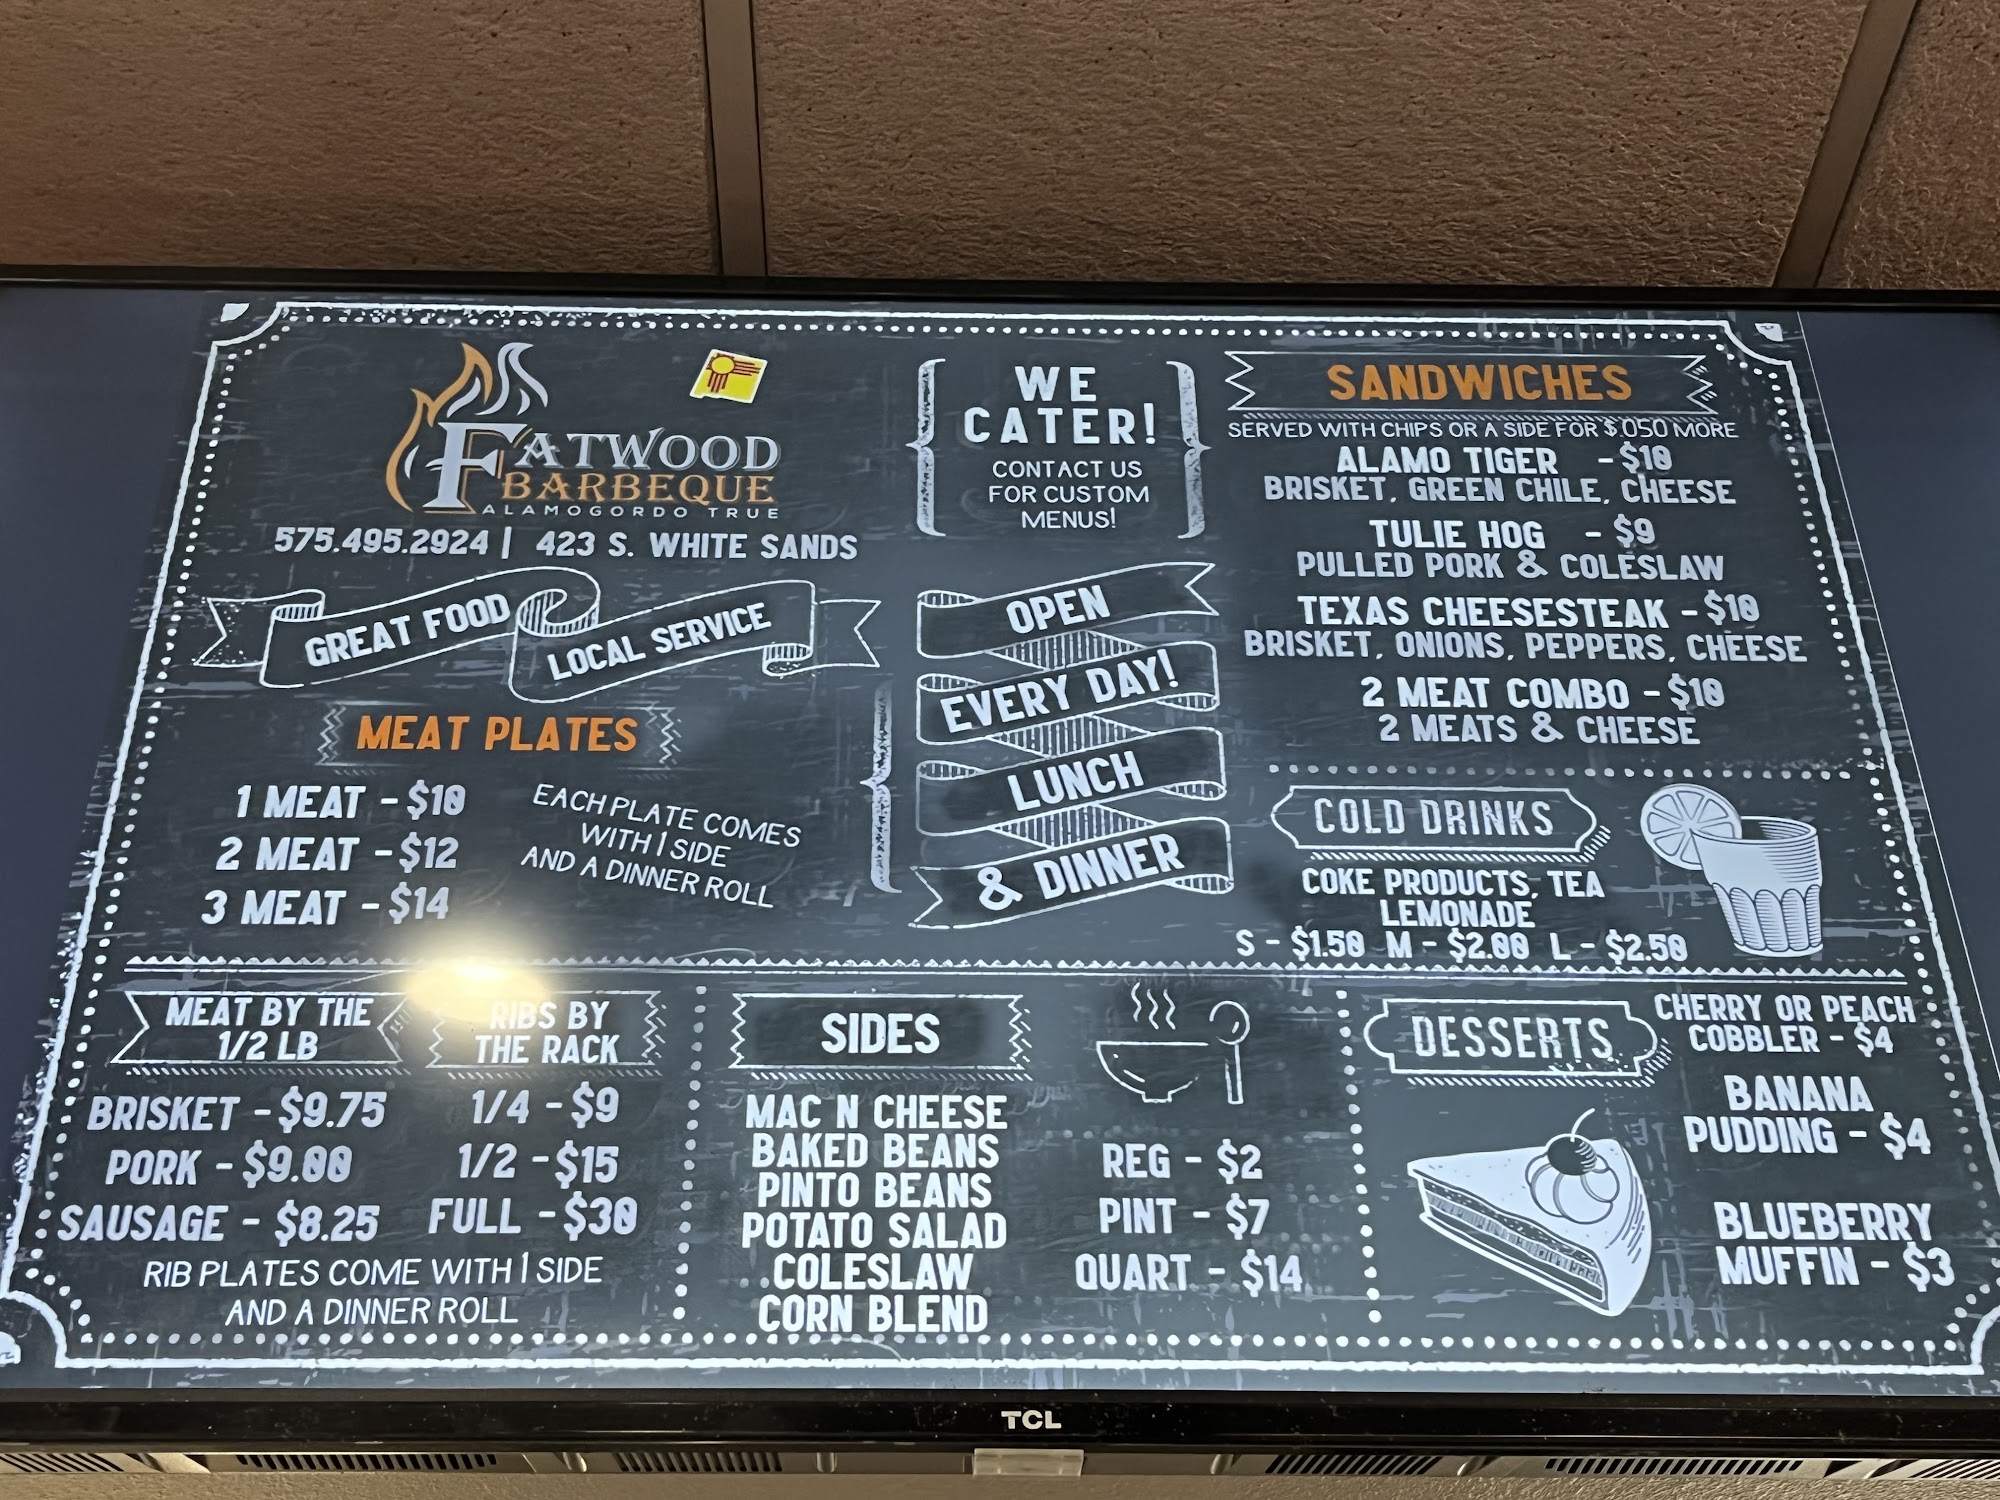 FATWOOD
BARBEQUE
ALAMOGORDO TRUE
575.495.2924 | 423 S. WHITE SANDS
GREAT FOOD
LOCAL SERVICE
MEAT PLATES
1 MEAT - $10
2 MEAT - $12
3 MEAT - $14
EACH PLATE COMES
WITH 1 SIDE
AND A DINNER ROLL
WE
CATER!
CONTACT US
FOR CUSTOM
MENUS!
OPEN
EVERY DAY!
LUNCH
& DINNER
SANDWICHES
SERVED WITH CHIPS OR A SIDE FOR $.050 MORE
ALAMO TIGER - $10
BRISKET, GREEN CHILE, CHEESE
TULIE HOG - $9
PULLED PORK & COLESLAW
TEXAS CHEESESTEAK - $10
BRISKET, ONIONS, PEPPERS, CHEESE
2 MEAT COMBO - $10
2 MEATS & CHEESE
COLD DRINKS
COKE PRODUCTS, TEA
LEMONADE
S - $1.50 M - $2.00 L - $2.50
MEAT BY THE
1/2 LB
BRISKET - $9.75
PORK - $9.00
SAUSAGE - $8.25
RIBS BY
THE RACK
1/4 - $9
1/2 - $15
FULL - $30
RIB PLATES COME WITH 1 SIDE
AND A DINNER ROLL
SIDES
MAC N CHEESE
BAKED BEANS
PINTO BEANS
POTATO SALAD
COLESLAW
CORN BLEND
REG - $2
PINT - $7
QUART - $14
DESSERTS
CHERRY OR PEACH
COBBLER - $4
BANANA
PUDDING - $4
BLUEBERRY
MUFFIN - $3
TCL